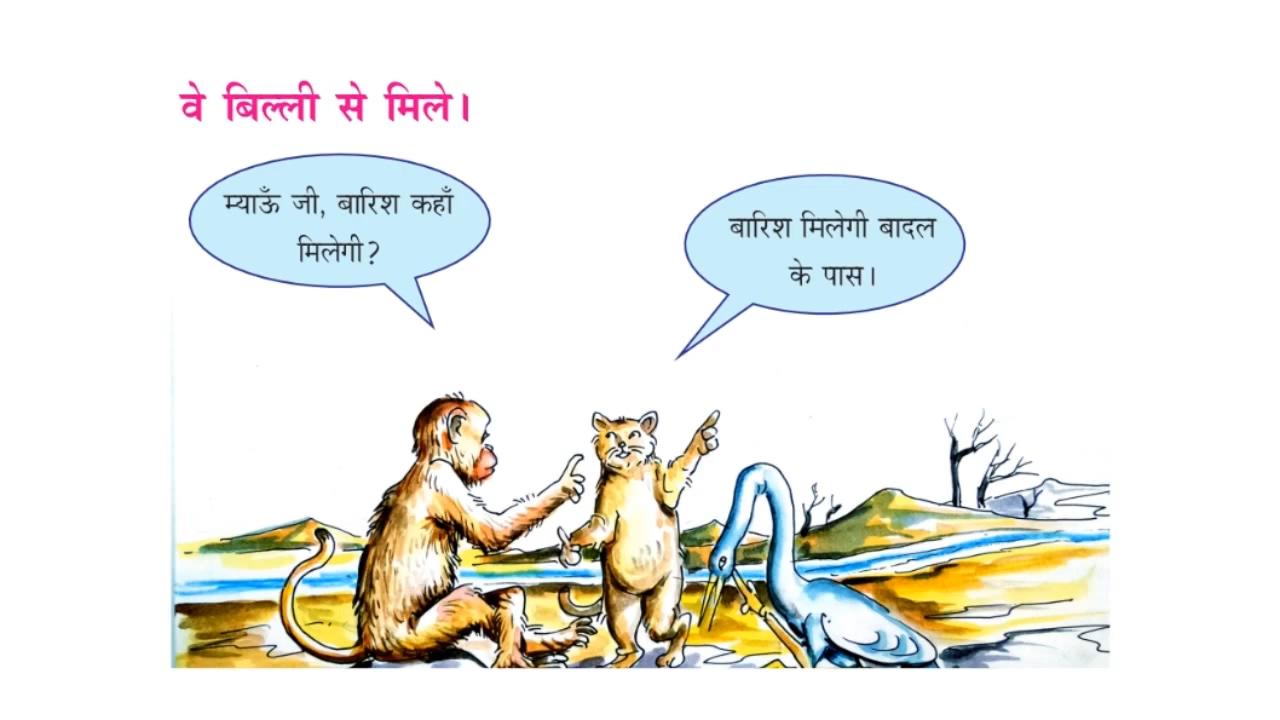 वे बिल्ली से मिले।
म्याऊँ जी, बारिश कहाँ
मिलेगी?
बारिश मिलेगी बादल
के पास।